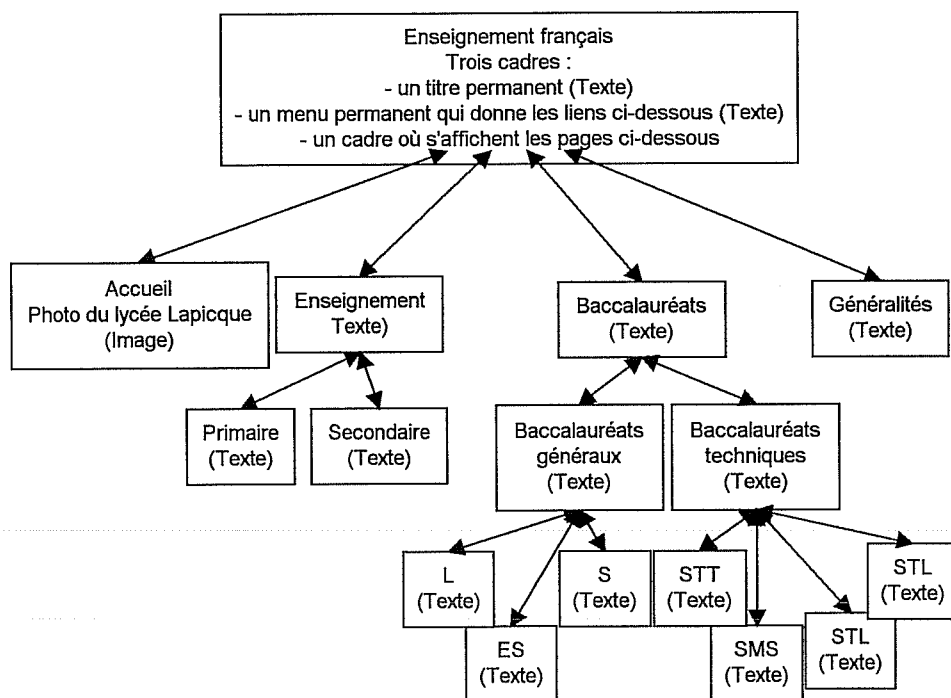 Enseignement français
Trois cadres :
- un titre permanent (Texte)
- un menu permanent qui donne les liens ci-dessous (Texte)
- un cadre où s'affichent les pages ci-dessous
Accueil
Photo du lycée Lapicque
(Image)
Enseignement
Texte)
Baccalauréats
(Texte)
Généralités
(Texte)
Primaire
(Texte)
Secondaire
(Texte)
Baccalauréats
généraux
(Texte)
Baccalauréats
techniques
(Texte)
L
(Texte)
ES
(Texte)
S
(Texte)
STT
(Texte)
SMS
(Texte)
STL
(Texte)
STL
(Texte)